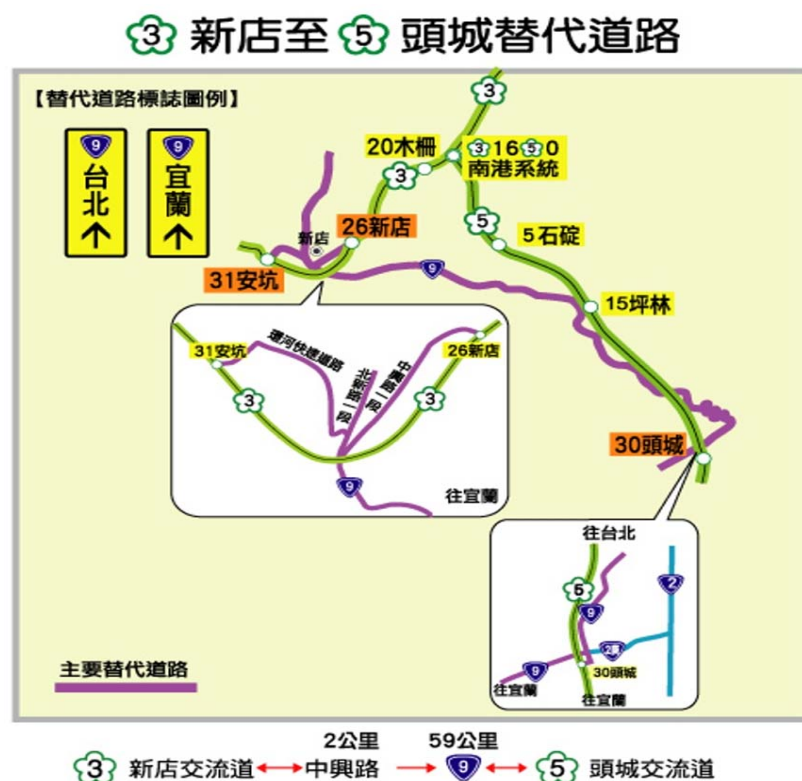 3 新店至 5 頭城替代道路
【替代道路標誌圖例】
9 台北
9 宜蘭
3
20木柵
3 16 5 0
南港系統
3
5
5石碇
新店
26新店
31安坑
9
15坪林
30頭城
31安坑
環河快速道路
北新路一段
中興路一段
26新店
3
3
9
往宜蘭
往台北
5
2
9
2庚
9
30頭城
往宜蘭
往宜蘭
主要替代道路
2公里
59公里
3 新店交流道 中興路 9 5 頭城交流道